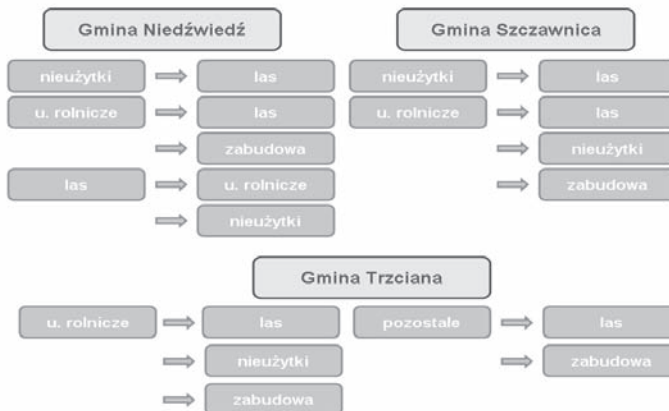 Gmina Niedźwiedź
nieużytki → las
u. rolnicze → las
→ zabudowa
las → u. rolnicze
→ nieużytki
Gmina Szczawnica
nieużytki → las
u. rolnicze → las
→ nieużytki
→ zabudowa
Gmina Trzciana
u. rolnicze → las
→ nieużytki
→ zabudowa
pozostałe → las
→ zabudowa